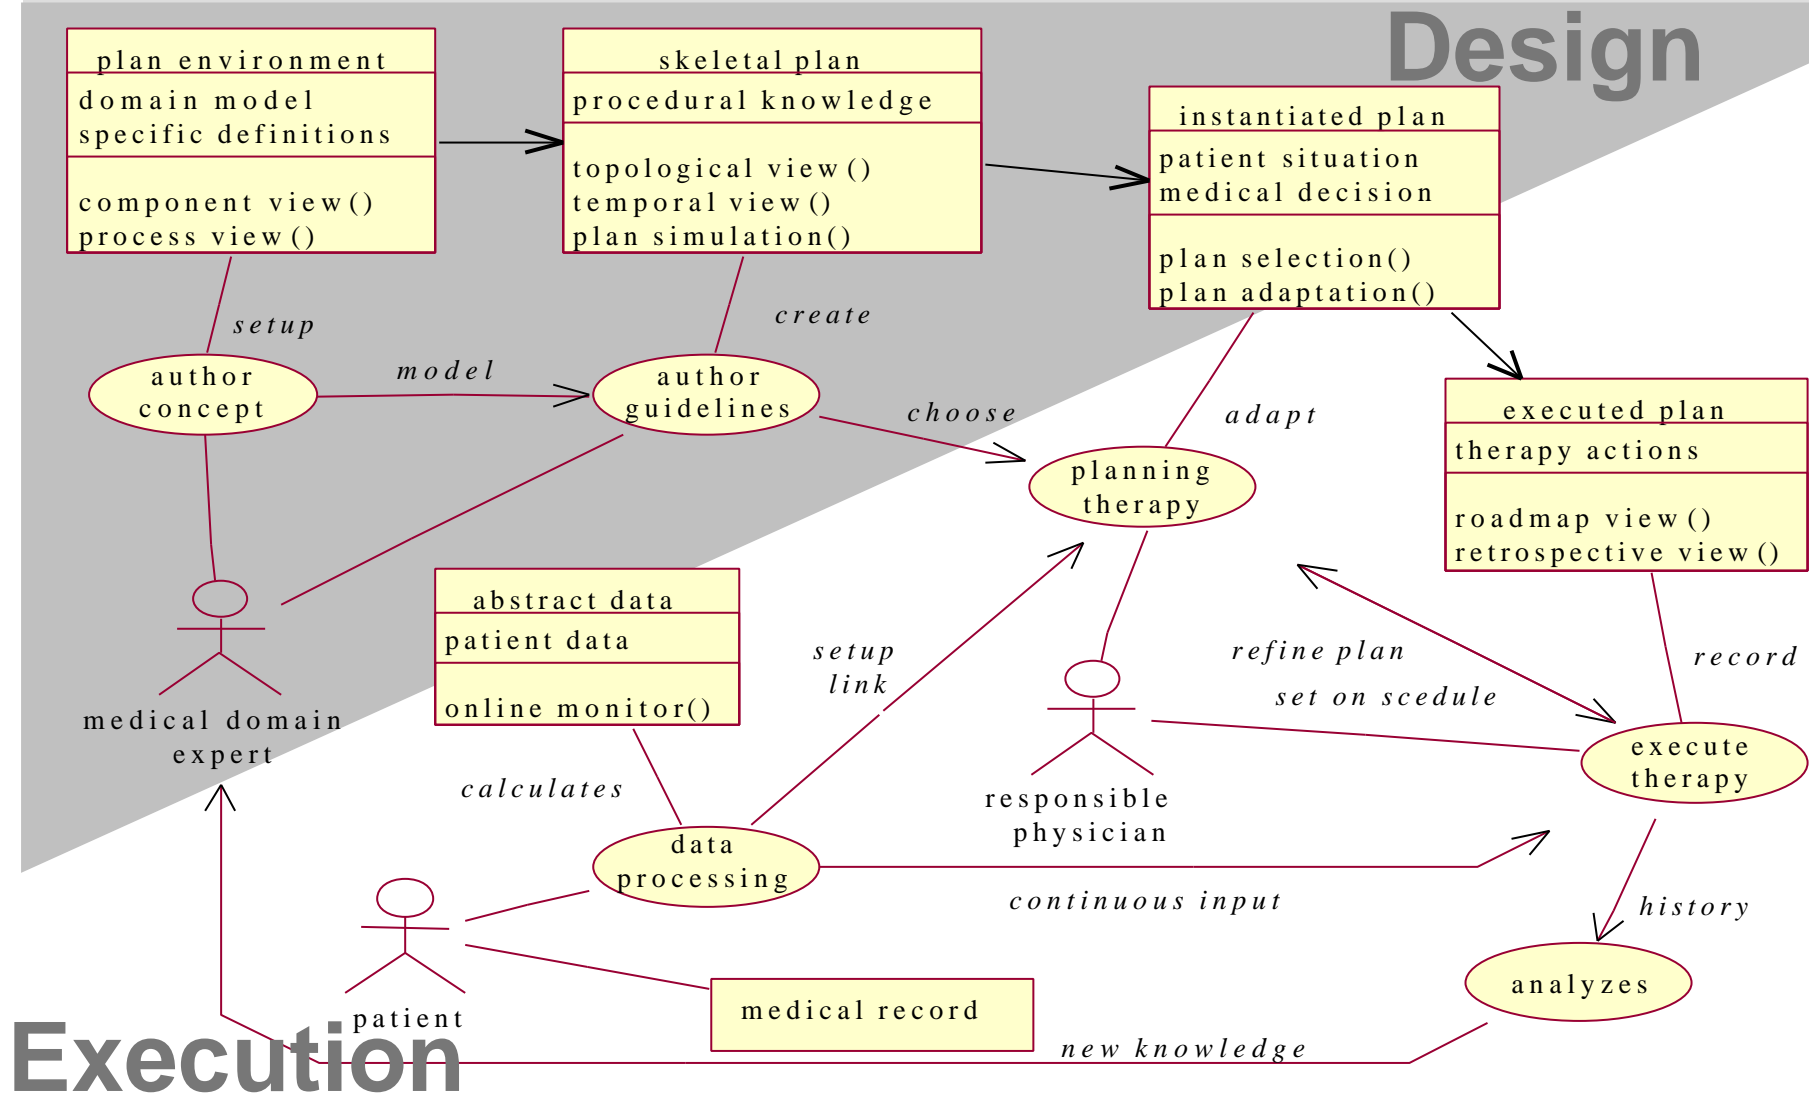 Design
plan environment
domain model
specific definitions
component view()
process view()
skeletal plan
procedural knowledge
topological view()
temporal view()
plan simulation()
instantiated plan
patient situation
medical decision
plan selection()
plan adaptation()
setup
create
author
concept
model
author
guidelines
choose
adapt
executed plan
therapy actions
roadmap view()
retrospective view()
planning
therapy
abstract data
patient data
online monitor()
setup
link
refine plan
set on scedule
record
medical domain
expert
calculates
responsible
physician
execute
therapy
data
processing
continuous input
history
patient
medical record
analyzes
new knowledge
Execution